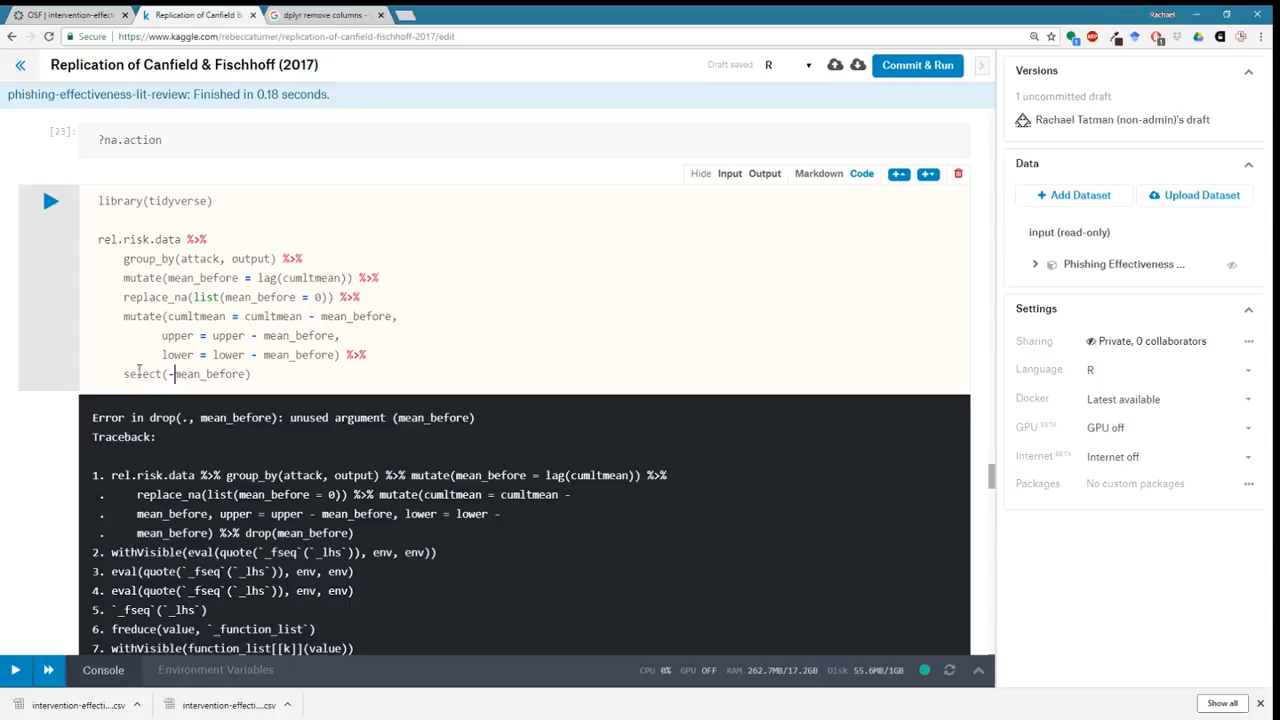 OSF | intervention-effecti
Replication of Canfield &
dplyr remove columns -
Rachael
Secure
https://www.kaggle.com/rebeccaturner/replication-of-canfield-fischhoff-2017/edit
Replication of Canfield & Fischhoff (2017)
Draft saved
R
Commit & Run
phishing-effectiveness-lit-review: Finished in 0.18 seconds.
[23]:
?na.action
Hide Input Output Markdown Code
library(tidyverse)
rel.risk.data %>%
group_by(attack, output) %>%
mutate(mean_before = lag(cumltmean)) %>%
replace_na(list(mean_before = 0)) %>%
mutate(cumltmean = cumltmean - mean_before,
upper = upper - mean_before,
lower = lower - mean_before) %>%
select(-mean_before)
Error in drop(., mean_before): unused argument (mean_before)
Traceback:
1. rel.risk.data %>% group_by(attack, output) %>% mutate(mean_before = lag(cumltmean)) %>%
. replace_na(list(mean_before = 0)) %>% mutate(cumltmean = cumltmean -
. mean_before, upper = upper - mean_before, lower = lower -
. mean_before) %>% drop(mean_before)
2. withVisible(eval(quote(`_fseq`(`_lhs`)), env, env))
3. eval(quote(`_fseq`(`_lhs`)), env, env)
4. eval(quote(`_fseq`(`_lhs`)), env, env)
5. `_fseq`(`_lhs`)
6. freduce(value, `_function_list`)
7. withVisible(function_list[[k]](value))
Console
Environment Variables
CPU 0% GPU OFF RAM 262.7MB/17.2GB Disk 55.6MB/1GB
Versions
1 uncommitted draft
Rachael Tatman (non-admin)'s draft
Data
+ Add Dataset
Upload Dataset
input (read-only)
Phishing Effectiveness ...
Settings
Sharing
Private, 0 collaborators
Language
R
Docker
Latest available
GPU BETA
GPU off
Internet BETA
Internet off
Packages
No custom packages
intervention-effecti....csv
intervention-effecti....csv
Show all